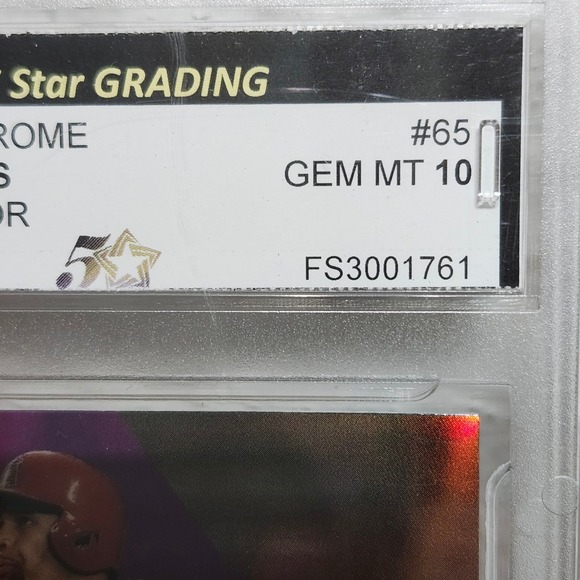 Star GRADING
ROME #65
S GEM MT 10
OR
5
FS3001761